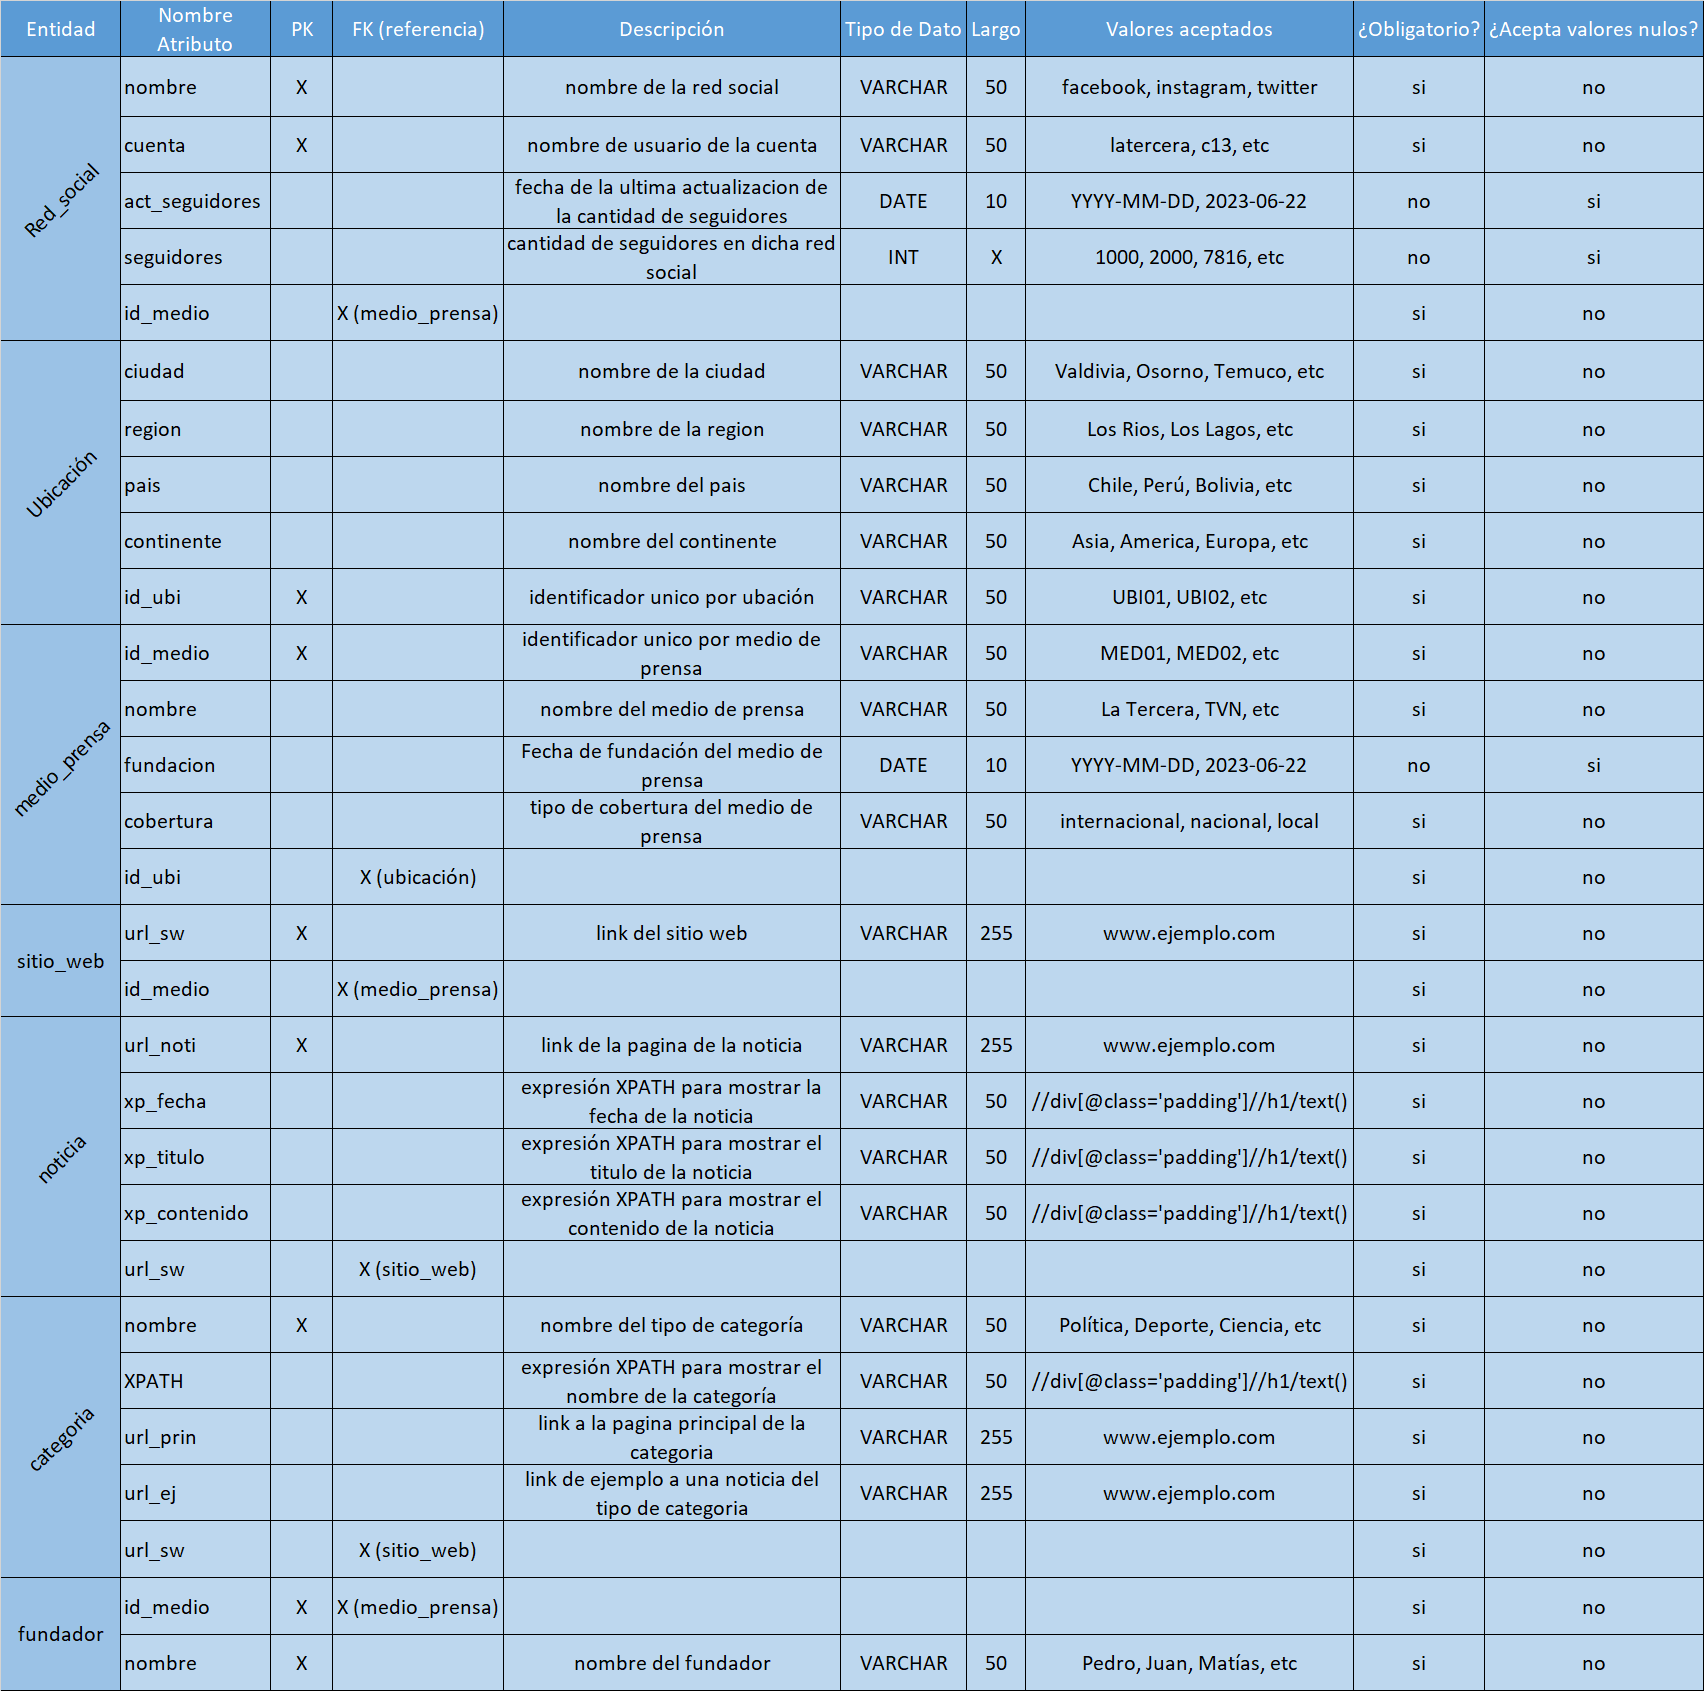 Entidad Nombre Atributo PK FK (referencia) Descripción Tipo de Dato Largo Valores aceptados ¿Obligatorio? ¿Acepta valores nulos?
Red_social
nombre X nombre de la red social VARCHAR 50 facebook, instagram, twitter si no
cuenta X nombre de usuario de la cuenta VARCHAR 50 latercera, c13, etc si no
act_seguidores fecha de la ultima actualizacion de la cantidad de seguidores DATE 10 YYYY-MM-DD, 2023-06-22 no si
seguidores cantidad de seguidores en dicha red social INT X 1000, 2000, 7816, etc no si
id_medio X (medio_prensa) si no
Ubicación
ciudad nombre de la ciudad VARCHAR 50 Valdivia, Osorno, Temuco, etc si no
region nombre de la region VARCHAR 50 Los Rios, Los Lagos, etc si no
pais nombre del pais VARCHAR 50 Chile, Perú, Bolivia, etc si no
continente nombre del continente VARCHAR 50 Asia, America, Europa, etc si no
id_ubi X identificador unico por ubación VARCHAR 50 UBI01, UBI02, etc si no
medio_prensa
id_medio X identificador unico por medio de prensa VARCHAR 50 MED01, MED02, etc si no
nombre nombre del medio de prensa VARCHAR 50 La Tercera, TVN, etc si no
fundacion Fecha de fundación del medio de prensa DATE 10 YYYY-MM-DD, 2023-06-22 no si
cobertura tipo de cobertura del medio de prensa VARCHAR 50 internacional, nacional, local si no
id_ubi X (ubicación) si no
sitio_web
url_sw X link del sitio web VARCHAR 255 www.ejemplo.com si no
id_medio X (medio_prensa) si no
noticia
url_noti X link de la pagina de la noticia VARCHAR 255 www.ejemplo.com si no
xp_fecha expresión XPATH para mostrar la fecha de la noticia VARCHAR 50 //div[@class='padding']//h1/text() si no
xp_titulo expresión XPATH para mostrar el titulo de la noticia VARCHAR 50 //div[@class='padding']//h1/text() si no
xp_contenido expresión XPATH para mostrar el contenido de la noticia VARCHAR 50 //div[@class='padding']//h1/text() si no
url_sw X (sitio_web) si no
categoria
nombre X nombre del tipo de categoría VARCHAR 50 Política, Deporte, Ciencia, etc si no
XPATH expresión XPATH para mostrar el nombre de la categoría VARCHAR 50 //div[@class='padding']//h1/text() si no
url_prin link a la pagina principal de la categoria VARCHAR 255 www.ejemplo.com si no
url_ej link de ejemplo a una noticia del tipo de categoria VARCHAR 255 www.ejemplo.com si no
url_sw X (sitio_web) si no
fundador
id_medio X X (medio_prensa) si no
nombre X nombre del fundador VARCHAR 50 Pedro, Juan, Matías, etc si no